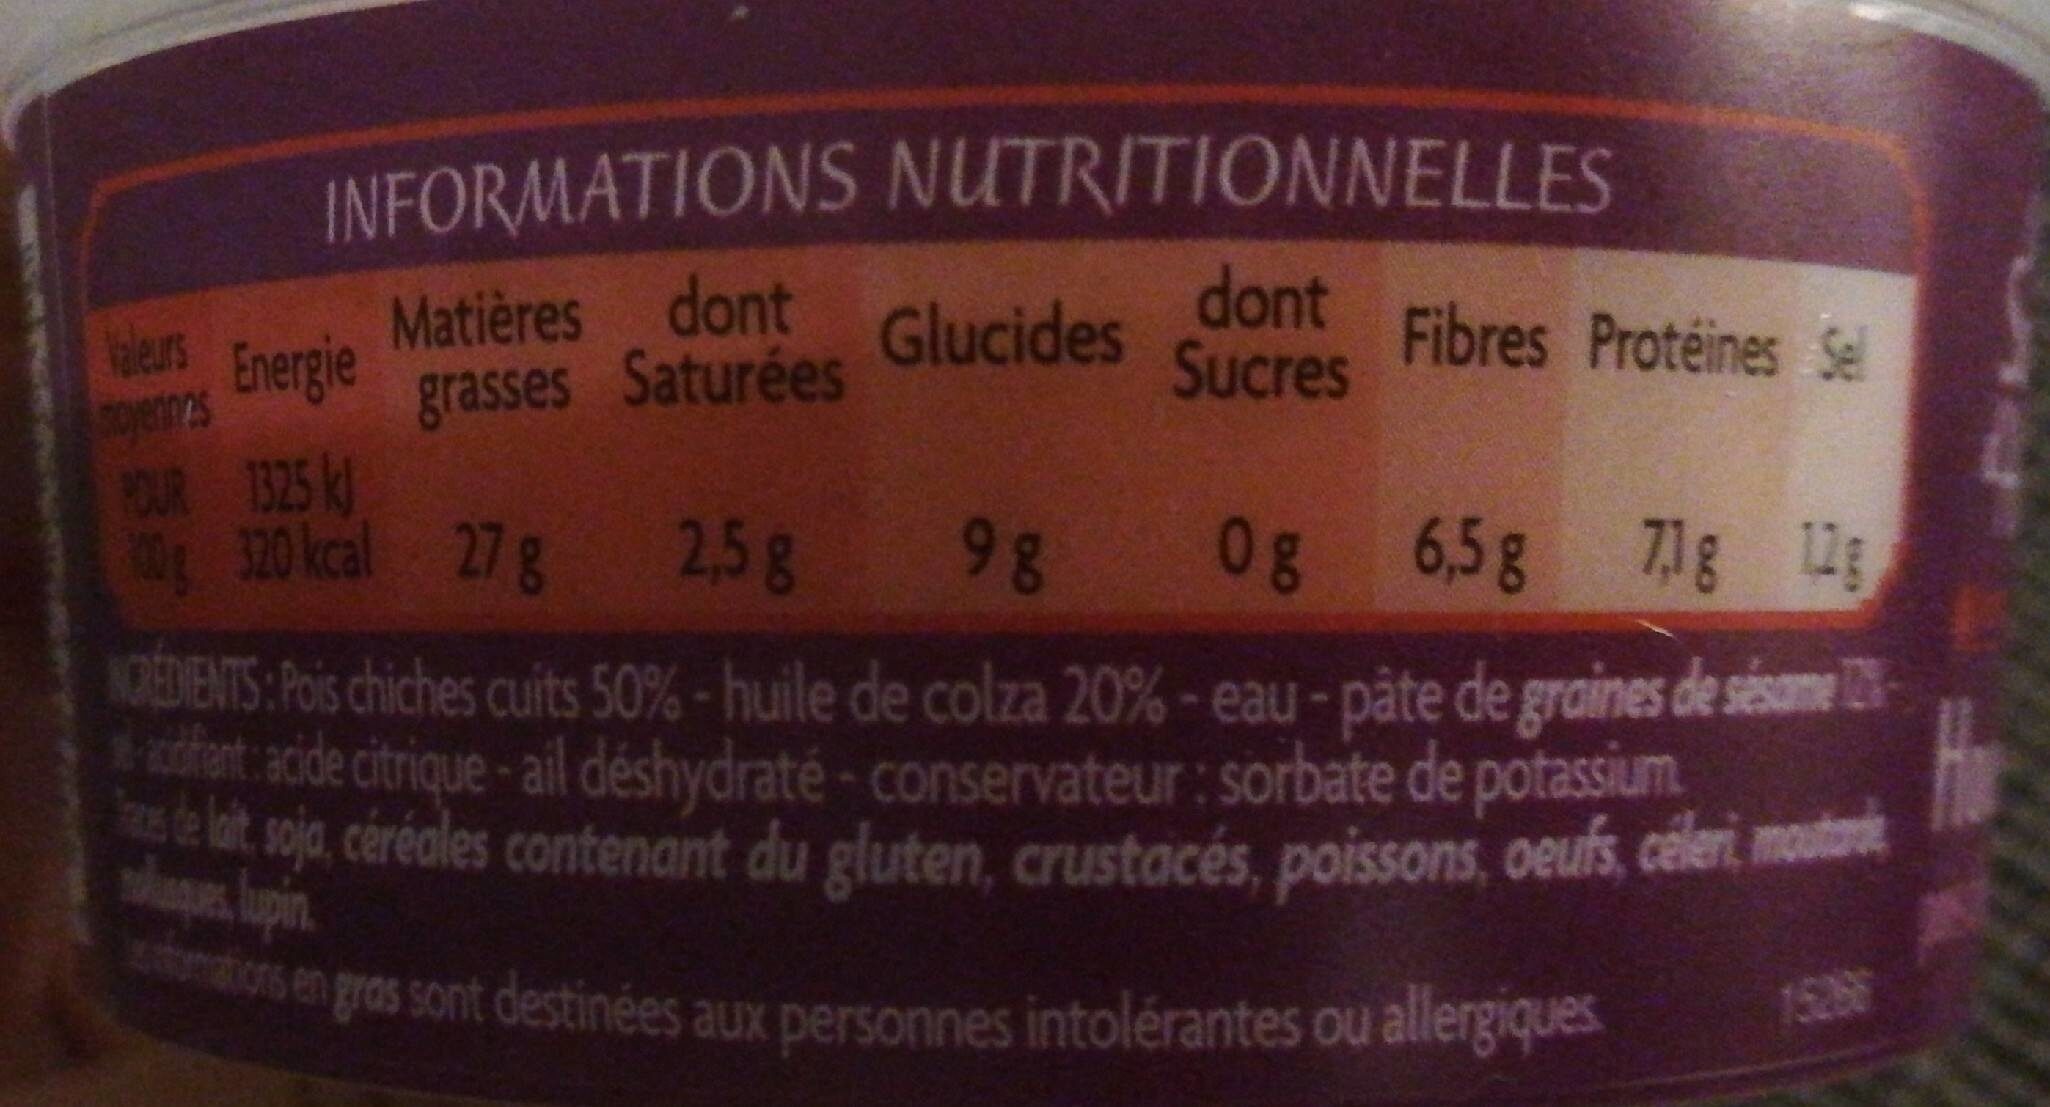 INFORMATIONS NUTRITIONNELLES
Valeurs moyennes Energie Matières grasses dont Saturées Glucides dont Sucres Fibres Protéines Sel
POUR 100 g 1325 kJ 320 kcal 27 g 2,5 g 9 g 0 g 6,5 g 7,1 g 1,2 g
INGRÉDIENTS : Pois chiches cuits 50% - huile de colza 20% - eau - pâte de graines de sésame 12% -
acidifiant : acide citrique - ail déshydraté - conservateur : sorbate de potassium.
Traces de lait, soja, céréales contenant du gluten, crustacés, poissons, oeufs, céleri, moutarde,
mollusques, lupin.
informations en gras sont destinées aux personnes intolérantes ou allergiques.
15266